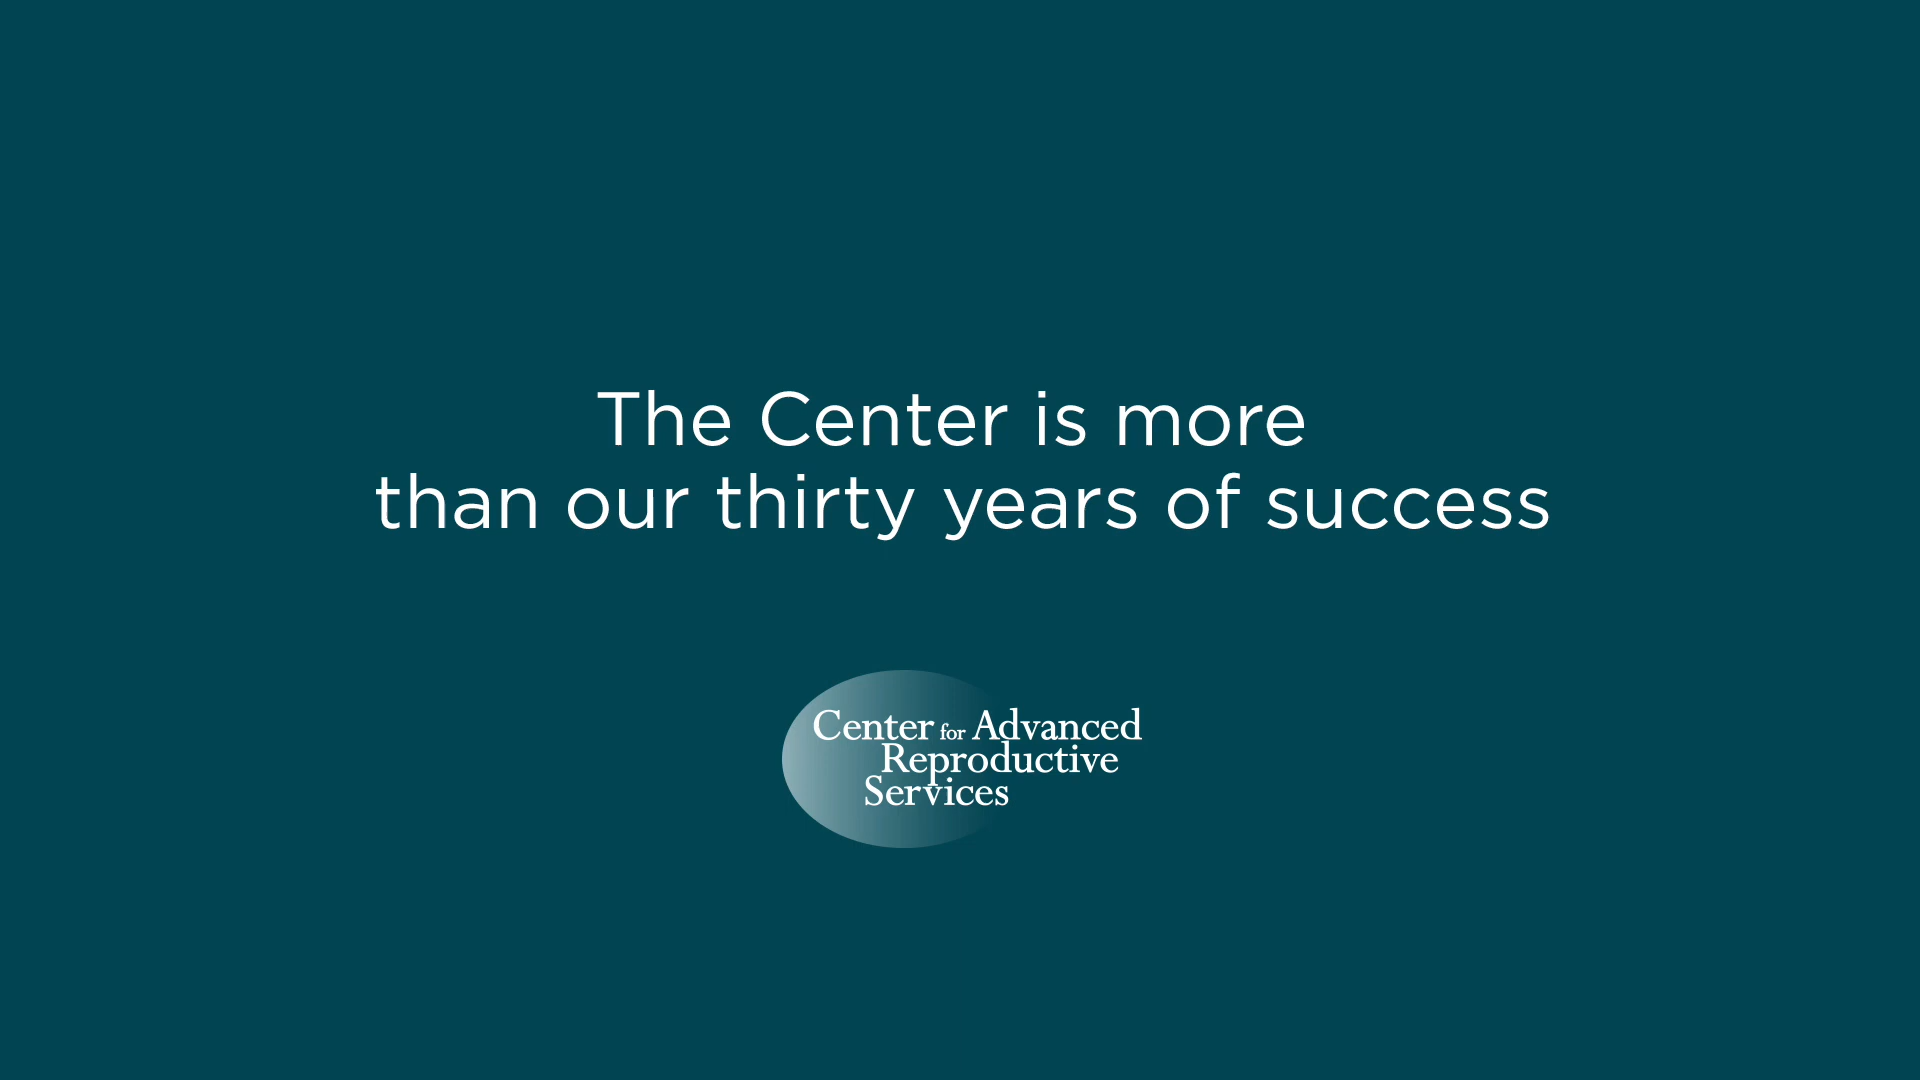 The Center is more
than our thirty years of success
Center for Advanced
Reproductive
Services